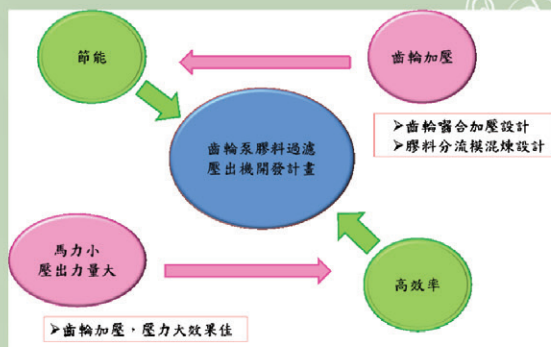 節能
齒輪加壓
齒輪泵膠料過濾
壓出機開發計畫
➢齒輪嚙合加壓設計
➢膠料分流模混煉設計
馬力小
壓出力量大
高效率
➢齒輪加壓，壓力大效果佳